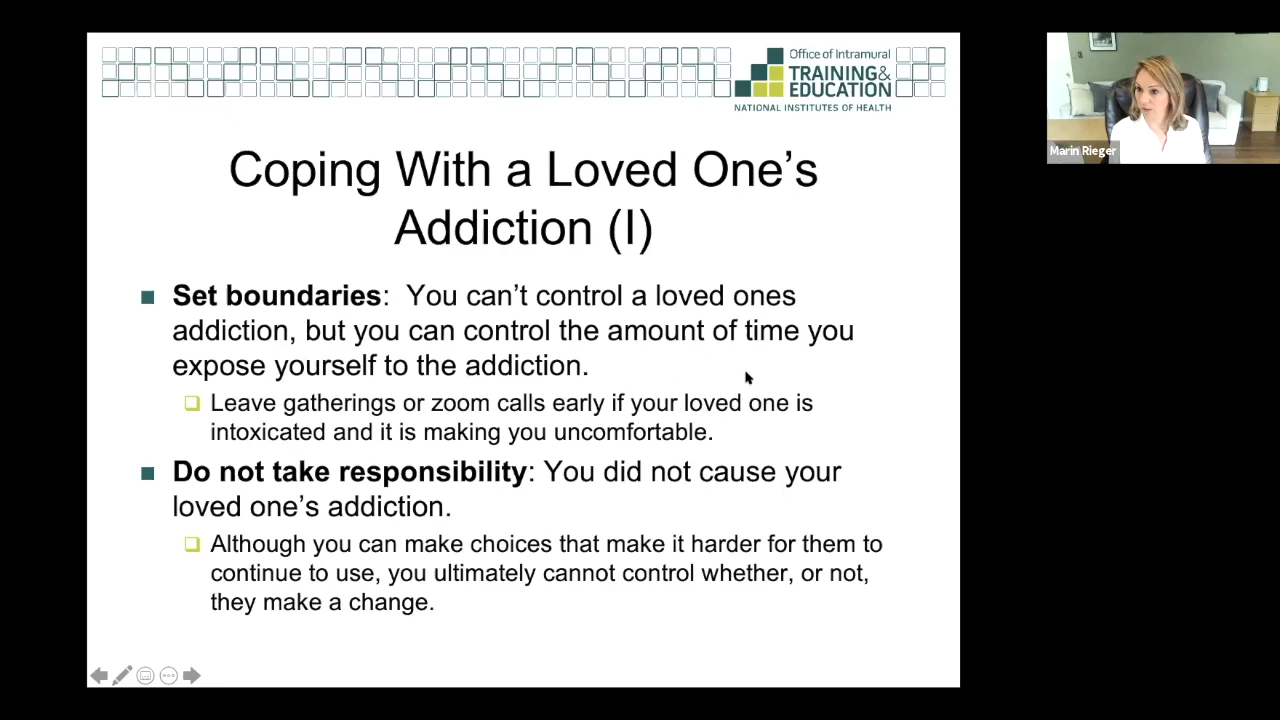 Office of Intramural
TRAINING&
EDUCATION
NATIONAL INSTITUTES OF HEALTH
Marin Rieger
Coping With a Loved One’s
Addiction (I)
Set boundaries:  You can’t control a loved ones
addiction, but you can control the amount of time you
expose yourself to the addiction.
Leave gatherings or zoom calls early if your loved one is
intoxicated and it is making you uncomfortable.
Do not take responsibility: You did not cause your
loved one’s addiction.
Although you can make choices that make it harder for them to
continue to use, you ultimately cannot control whether, or not,
they make a change.